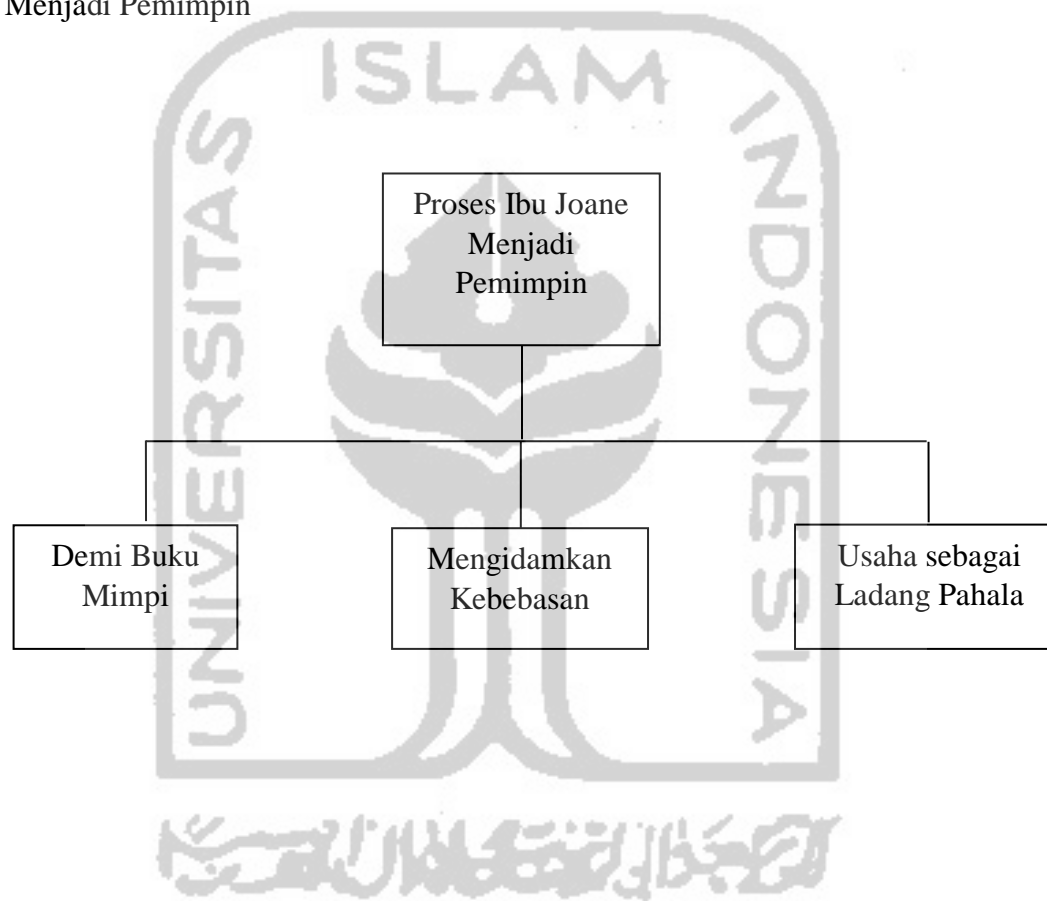 Menjadi Pemimpin
ISLAM
UNIVERSITAS
INDONESIA
Proses Ibu Joane
Menjadi
Pemimpin
Demi Buku
Mimpi
Mengidamkan
Kebebasan
Usaha sebagai
Ladang Pahala